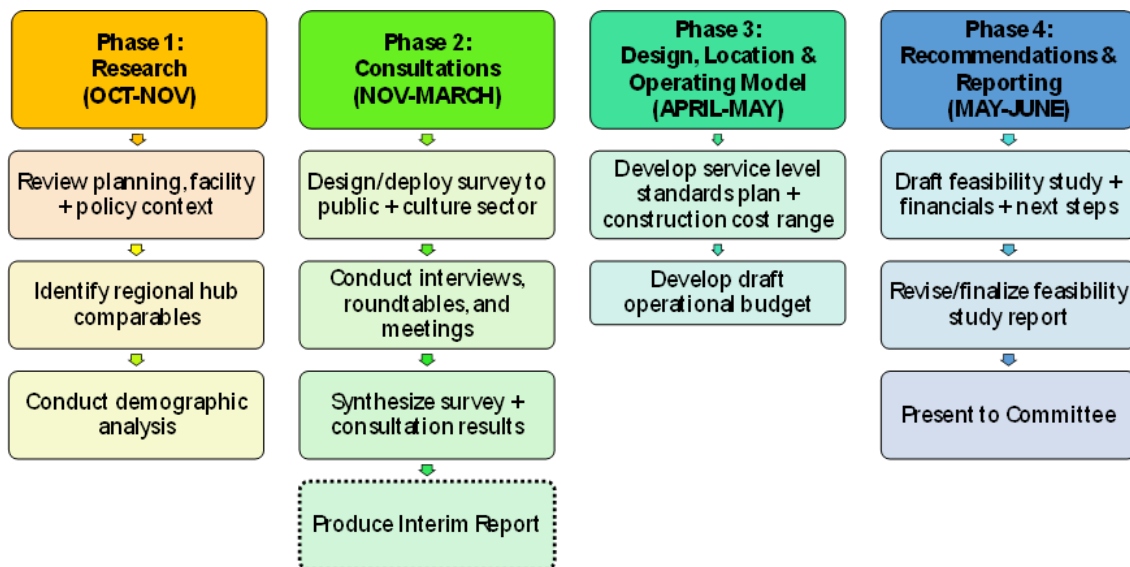 Phase 1:
Research
(OCT-NOV)
Review planning, facility
+ policy context
Identify regional hub
comparables
Conduct demographic
analysis
Phase 2:
Consultations
(NOV-MARCH)
Design/deploy survey to
public + culture sector
Conduct interviews,
roundtables, and
meetings
Synthesize survey +
consultation results
Produce Interim Report
Phase 3:
Design, Location &
Operating Model
(APRIL-MAY)
Develop service level
standards plan +
construction cost range
Develop draft
operational budget
Phase 4:
Recommendations &
Reporting
(MAY-JUNE)
Draft feasibility study +
financials + next steps
Revise/finalize feasibility
study report
Present to Committee